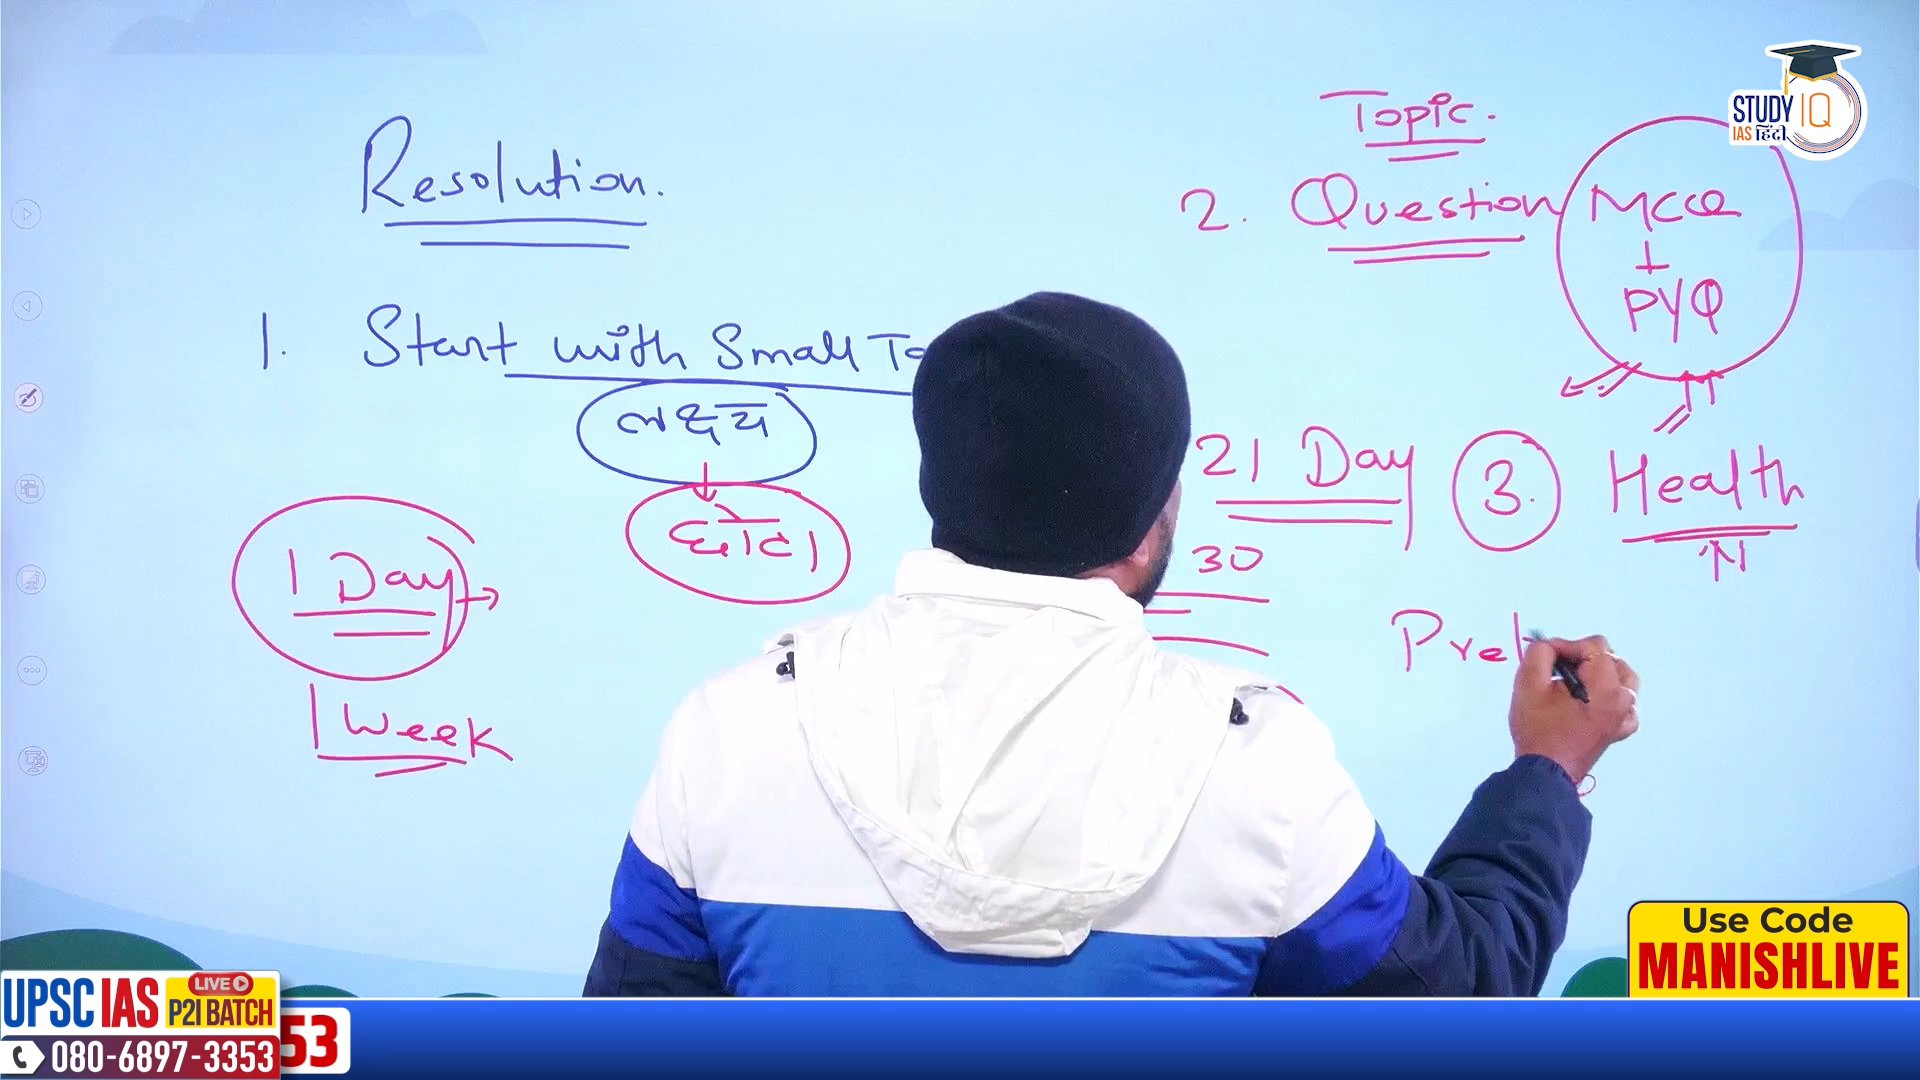 Resolution.
1. Start with Small
लक्ष्य
छोटा
1 Day
1 Week
Topic.
2. Question
MCQ
+
PYQ
21 Day
30
3. Health
Prel
STUDY IQ
IAS हिंदी
Use Code
MANISHLIVE
UPSC IAS LIVE
P2I BATCH
080-6897-3353
53